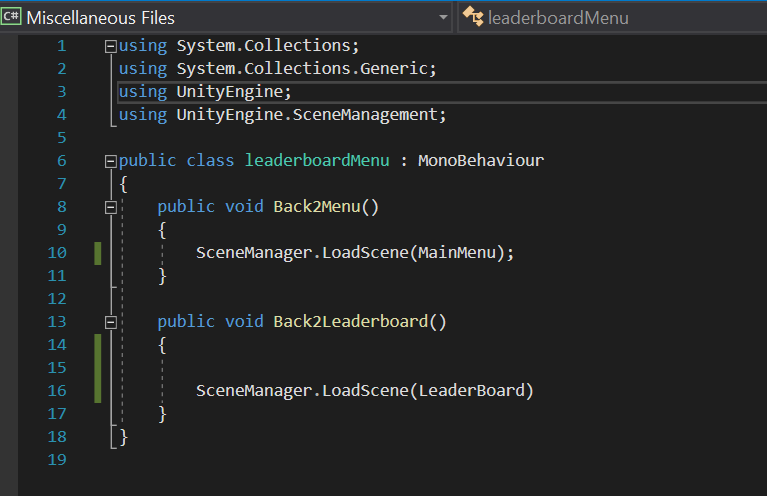 C# Miscellaneous Files leaderboardMenu
1 using System.Collections;
2 using System.Collections.Generic;
3 using UnityEngine;
4 using UnityEngine.SceneManagement;
5
6 public class leaderboardMenu : MonoBehaviour
7 {
8 public void Back2Menu()
9 {
10 SceneManager.LoadScene(MainMenu);
11 }
12
13 public void Back2Leaderboard()
14 {
15
16 SceneManager.LoadScene(LeaderBoard)
17 }
18 }
19